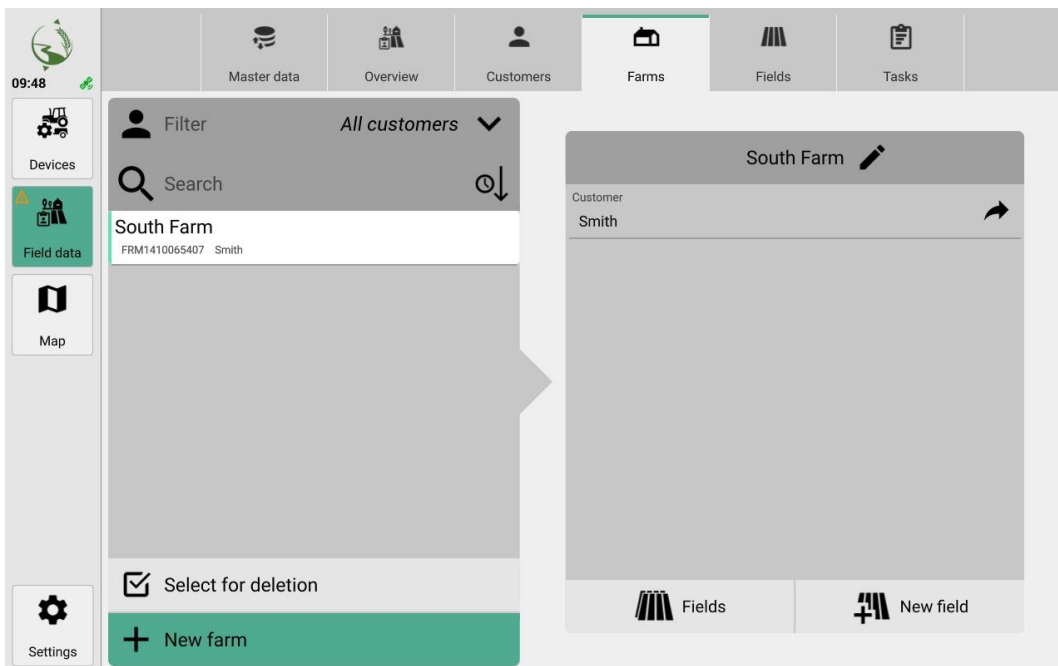 09:48
Master data
Overview
Customers
Farms
Fields
Tasks
Devices
Field data
Map
Settings
Filter All customers
Search
South Farm
FRM1410065407 Smith
Select for deletion
New farm
South Farm
Customer
Smith
Fields
New field